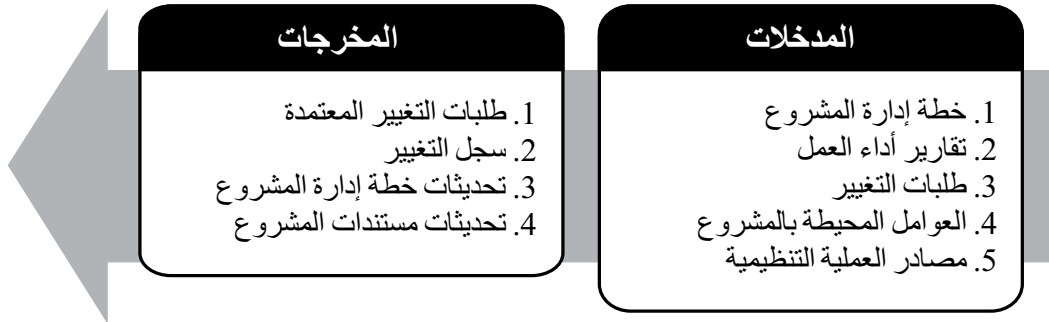 المدخلات
1. خطة إدارة المشروع
2. تقارير أداء العمل
3. طلبات التغيير
4. العوامل المحيطة بالمشروع
5. مصادر العملية التنظيمية
المخرجات
1. طلبات التغيير المعتمدة
2. سجل التغيير
3. تحديثات خطة إدارة المشروع
4. تحديثات مستندات المشروع